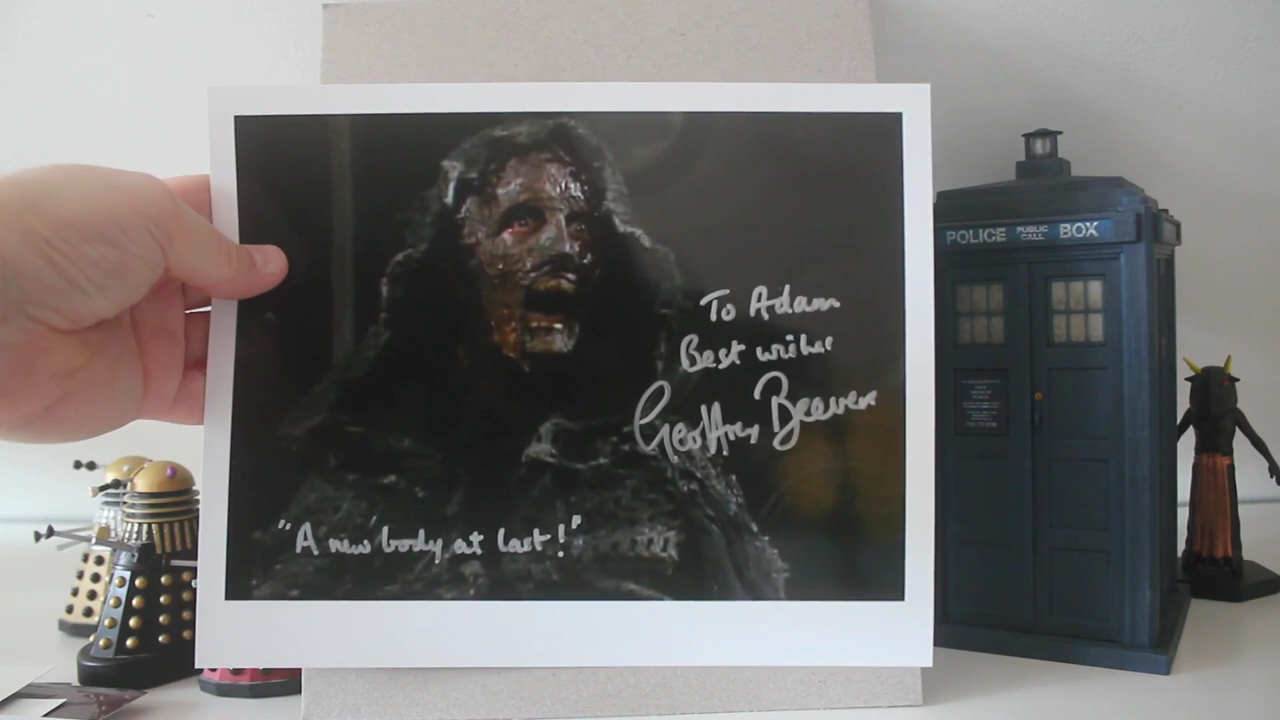 To Adam
Best wishes
Geoffrey Beevers
"A new body at last!"
POLICE PUBLIC CALL BOX